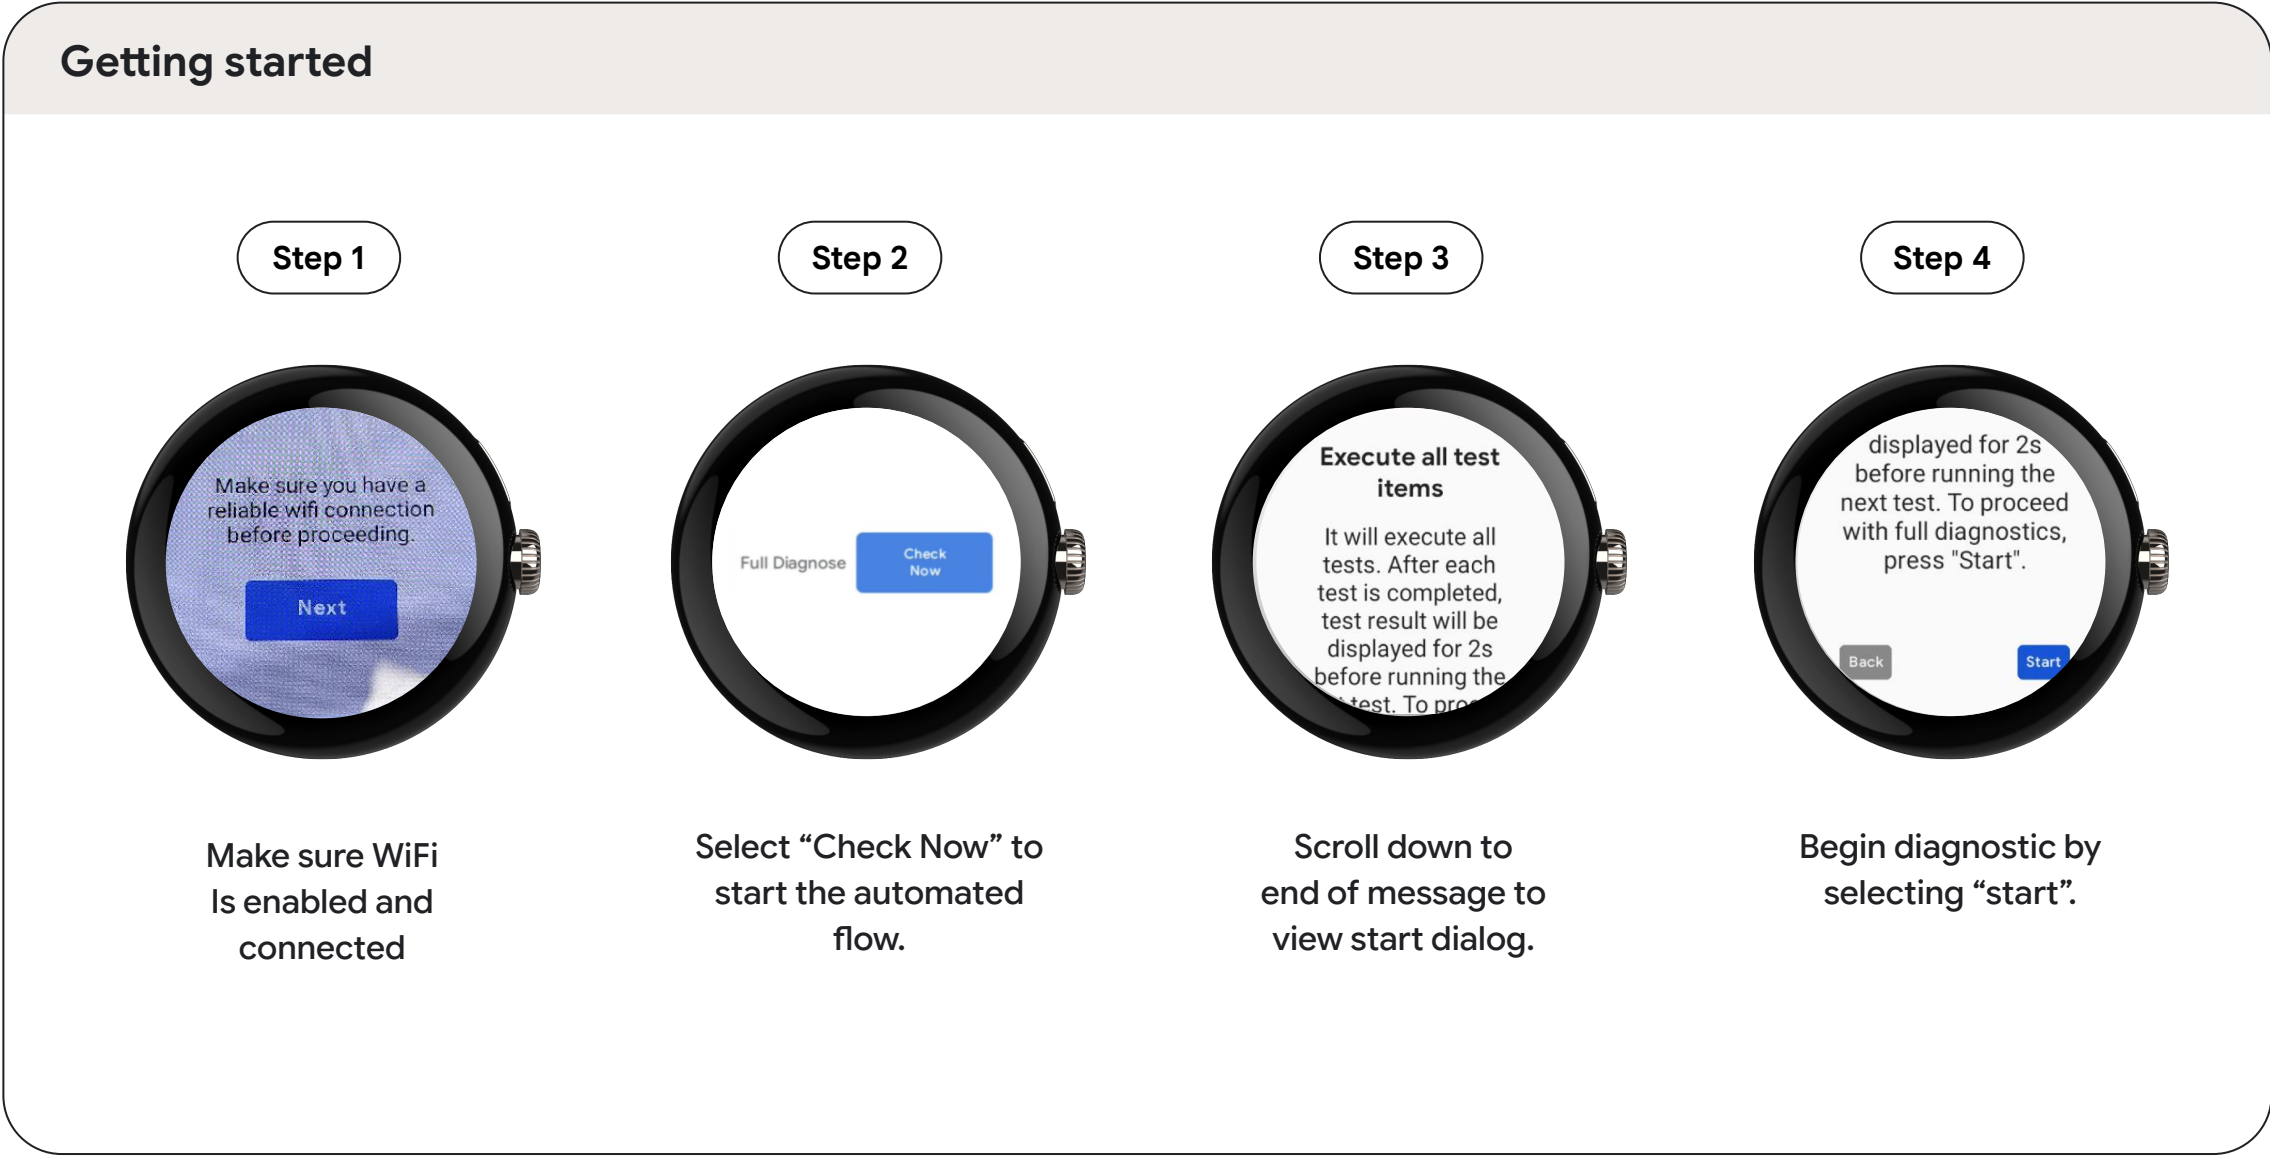 Getting started
Step 1
Make sure you have a
reliable wifi connection
before proceeding.
Next
Make sure WiFi
Is enabled and
connected
Step 2
Full Diagnose
Check
Now
Select “Check Now” to
start the automated
flow.
Step 3
Execute all test
items
It will execute all
tests. After each
test is completed,
test result will be
displayed for 2s
before running the
test. To
Scroll down to
end of message to
view start dialog.
Step 4
displayed for 2s
before running the
next test. To proceed
with full diagnostics,
press "Start".
Back
Start
Begin diagnostic by
selecting “start”.